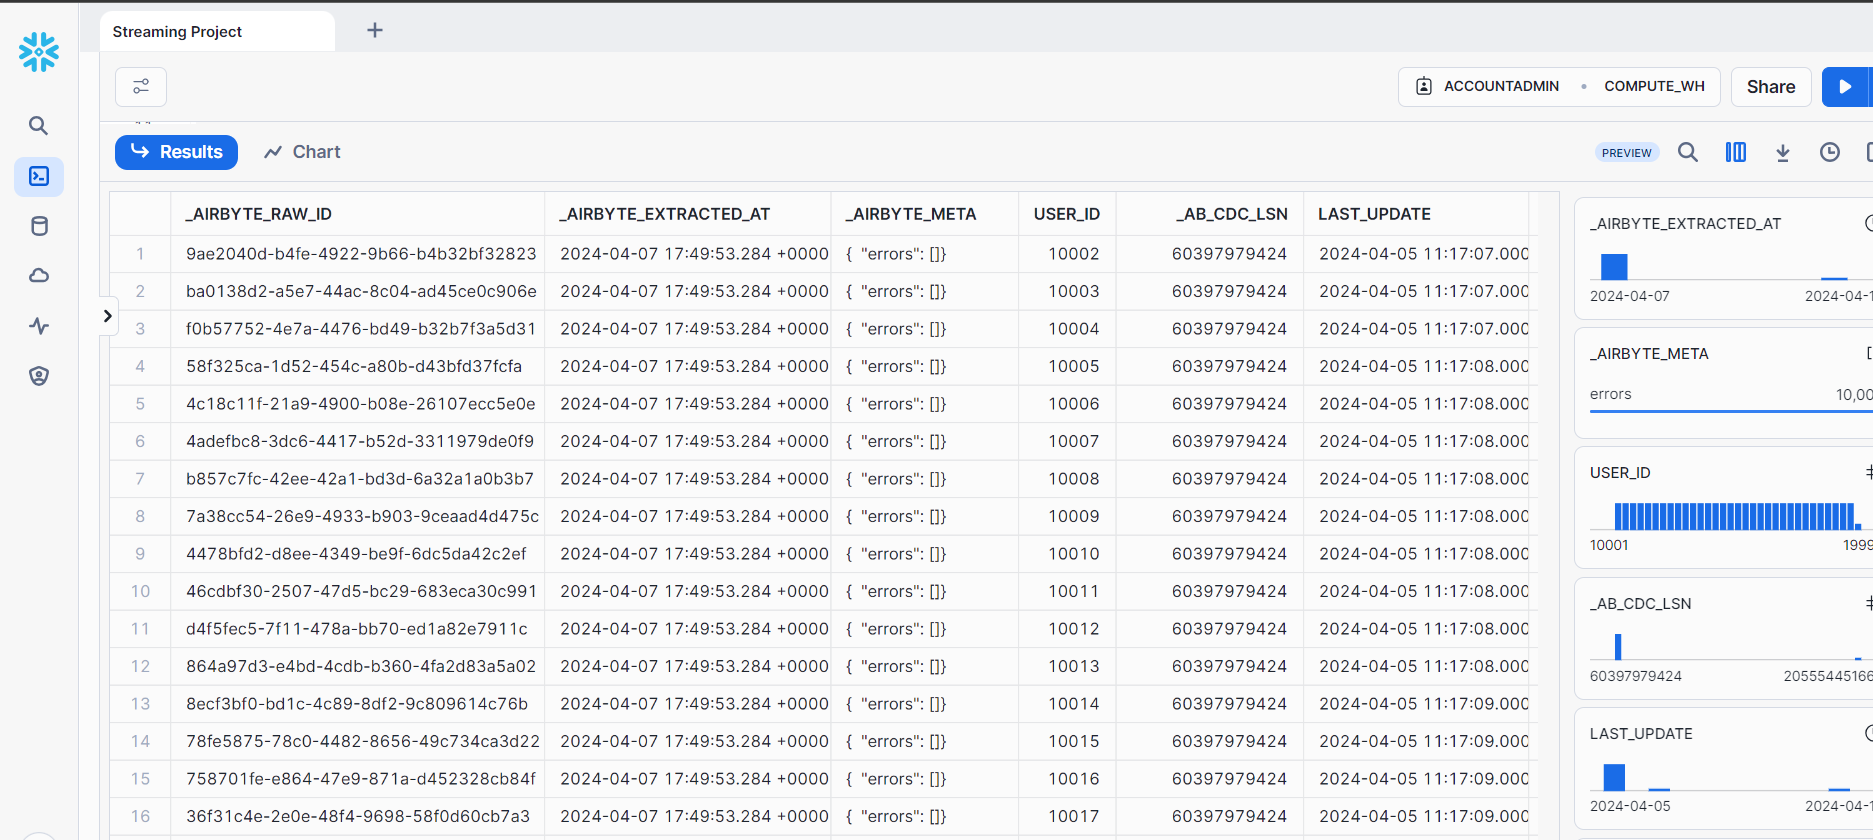 Streaming Project +
ACCOUNTADMIN • COMPUTE_WH Share
Results Chart PREVIEW
_AIRBYTE_RAW_ID _AIRBYTE_EXTRACTED_AT _AIRBYTE_META USER_ID _AB_CDC_LSN LAST_UPDATE
1 9ae2040d-b4fe-4922-9b66-b4b32bf32823 2024-04-07 17:49:53.284 +0000 { "errors": []} 10002 60397979424 2024-04-05 11:17:07.000
2 ba0138d2-a5e7-44ac-8c04-ad45ce0c906e 2024-04-07 17:49:53.284 +0000 { "errors": []} 10003 60397979424 2024-04-05 11:17:07.000
3 f0b57752-4e7a-4476-bd49-b32b7f3a5d31 2024-04-07 17:49:53.284 +0000 { "errors": []} 10004 60397979424 2024-04-05 11:17:07.000
4 58f325ca-1d52-454c-a80b-d43bfd37fcfa 2024-04-07 17:49:53.284 +0000 { "errors": []} 10005 60397979424 2024-04-05 11:17:08.000
5 4c18c11f-21a9-4900-b08e-26107ecc5e0e 2024-04-07 17:49:53.284 +0000 { "errors": []} 10006 60397979424 2024-04-05 11:17:08.000
6 4adefbc8-3dc6-4417-b52d-3311979de0f9 2024-04-07 17:49:53.284 +0000 { "errors": []} 10007 60397979424 2024-04-05 11:17:08.000
7 b857c7fc-42ee-42a1-bd3d-6a32a1a0b3b7 2024-04-07 17:49:53.284 +0000 { "errors": []} 10008 60397979424 2024-04-05 11:17:08.000
8 7a38cc54-26e9-4933-b903-9ceaad4d475c 2024-04-07 17:49:53.284 +0000 { "errors": []} 10009 60397979424 2024-04-05 11:17:08.000
9 4478bfd2-d8ee-4349-be9f-6dc5da42c2ef 2024-04-07 17:49:53.284 +0000 { "errors": []} 10010 60397979424 2024-04-05 11:17:08.000
10 46cdbf30-2507-47d5-bc29-683eca30c991 2024-04-07 17:49:53.284 +0000 { "errors": []} 10011 60397979424 2024-04-05 11:17:08.000
11 d4f5fec5-7f11-478a-bb70-ed1a82e7911c 2024-04-07 17:49:53.284 +0000 { "errors": []} 10012 60397979424 2024-04-05 11:17:08.000
12 864a97d3-e4bd-4cdb-b360-4fa2d83a5a02 2024-04-07 17:49:53.284 +0000 { "errors": []} 10013 60397979424 2024-04-05 11:17:08.000
13 8ecf3bf0-bd1c-4c89-8df2-9c809614c76b 2024-04-07 17:49:53.284 +0000 { "errors": []} 10014 60397979424 2024-04-05 11:17:09.000
14 78fe5875-78c0-4482-8656-49c734ca3d22 2024-04-07 17:49:53.284 +0000 { "errors": []} 10015 60397979424 2024-04-05 11:17:09.000
15 758701fe-e864-47e9-871a-d452328cb84f 2024-04-07 17:49:53.284 +0000 { "errors": []} 10016 60397979424 2024-04-05 11:17:09.000
16 36f31c4e-2e0e-48f4-9698-58f0d60cb7a3 2024-04-07 17:49:53.284 +0000 { "errors": []} 10017 60397979424 2024-04-05 11:17:09.000
_AIRBYTE_EXTRACTED_AT
2024-04-07 2024-04-1
_AIRBYTE_META
errors 10,00
USER_ID
10001 1999
_AB_CDC_LSN
60397979424 2055544516
LAST_UPDATE
2024-04-05 2024-04-1